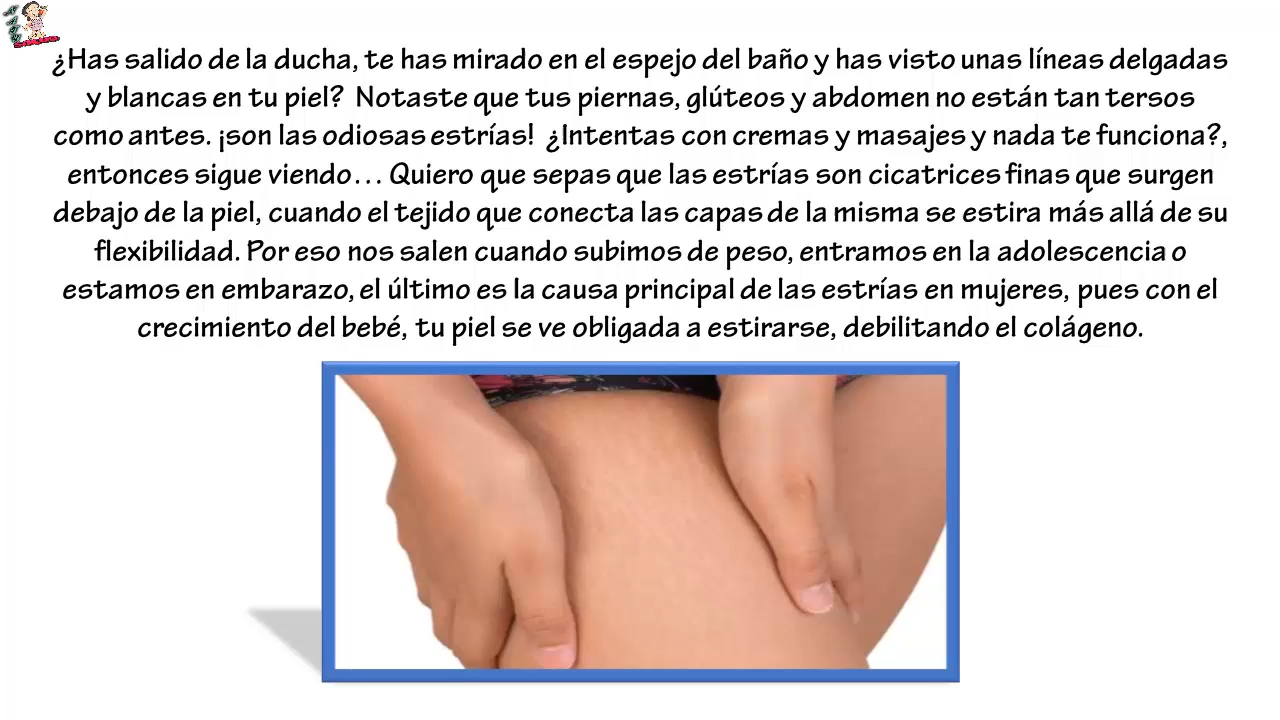 ¿Has salido de la ducha, te has mirado en el espejo del baño y has visto unas líneas delgadas
y blancas en tu piel? Notaste que tus piernas, glúteos y abdomen no están tan tersos
como antes. ¡son las odiosas estrías! ¿Intentas con cremas y masajes y nada te funciona?,
entonces sigue viendo... Quiero que sepas que las estrías son cicatrices finas que surgen
debajo de la piel, cuando el tejido que conecta las capas de la misma se estira más allá de su
flexibilidad. Por eso nos salen cuando subimos de peso, entramos en la adolescencia o
estamos en embarazo, el último es la causa principal de las estrías en mujeres, pues con el
crecimiento del bebé, tu piel se ve obligada a estirarse, debilitando el colágeno.